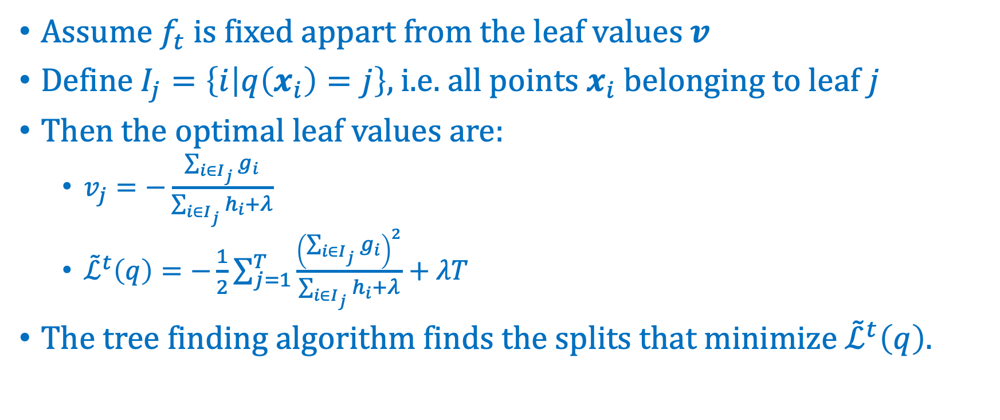 • Assume $f_t$ is fixed appart from the leaf values $\boldsymbol{v}$
• Define $I_j = \{i|q(\boldsymbol{x}_i) = j\}$, i.e. all points $\boldsymbol{x}_i$ belonging to leaf $j$
• Then the optimal leaf values are:
• $v_j = -\frac{\sum_{i \in I_j} g_i}{\sum_{i \in I_j} h_i + \lambda}$
• $\tilde{\mathcal{L}}^t(q) = -\frac{1}{2} \sum_{j=1}^{T} \frac{\left(\sum_{i \in I_j} g_i\right)^2}{\sum_{i \in I_j} h_i + \lambda} + \lambda T$
• The tree finding algorithm finds the splits that minimize $\tilde{\mathcal{L}}^t(q)$.